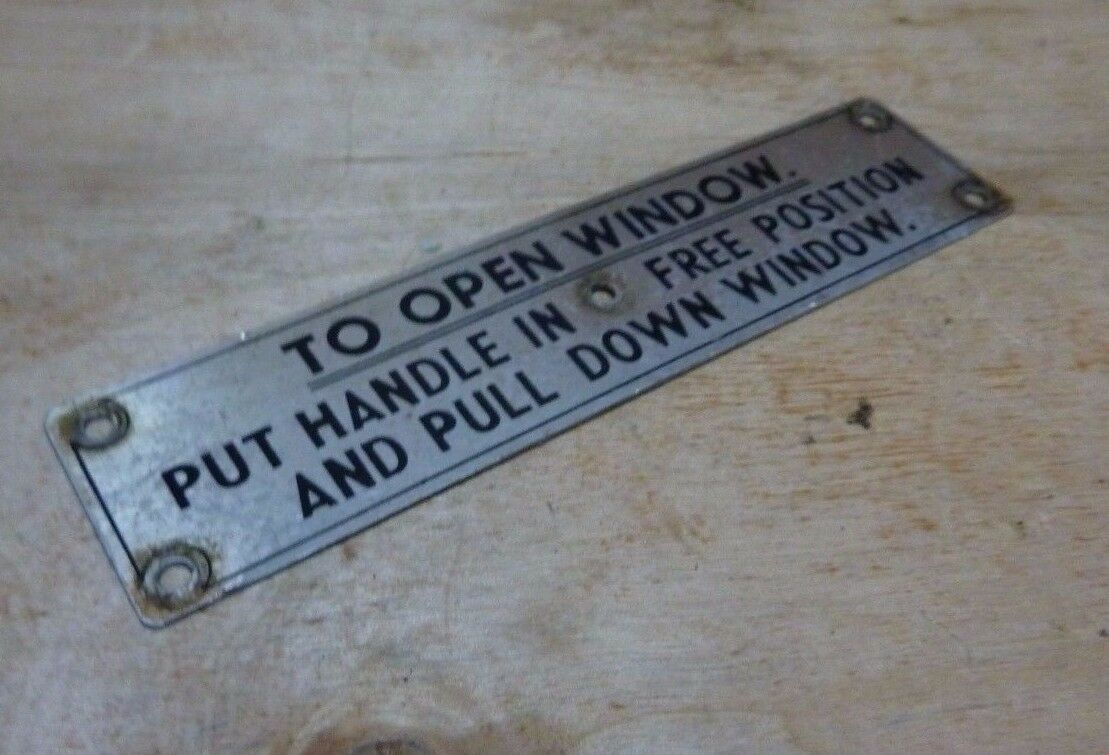 TO OPEN WINDOW.
PUT HANDLE IN FREE POSITION
AND PULL DOWN WINDOW.